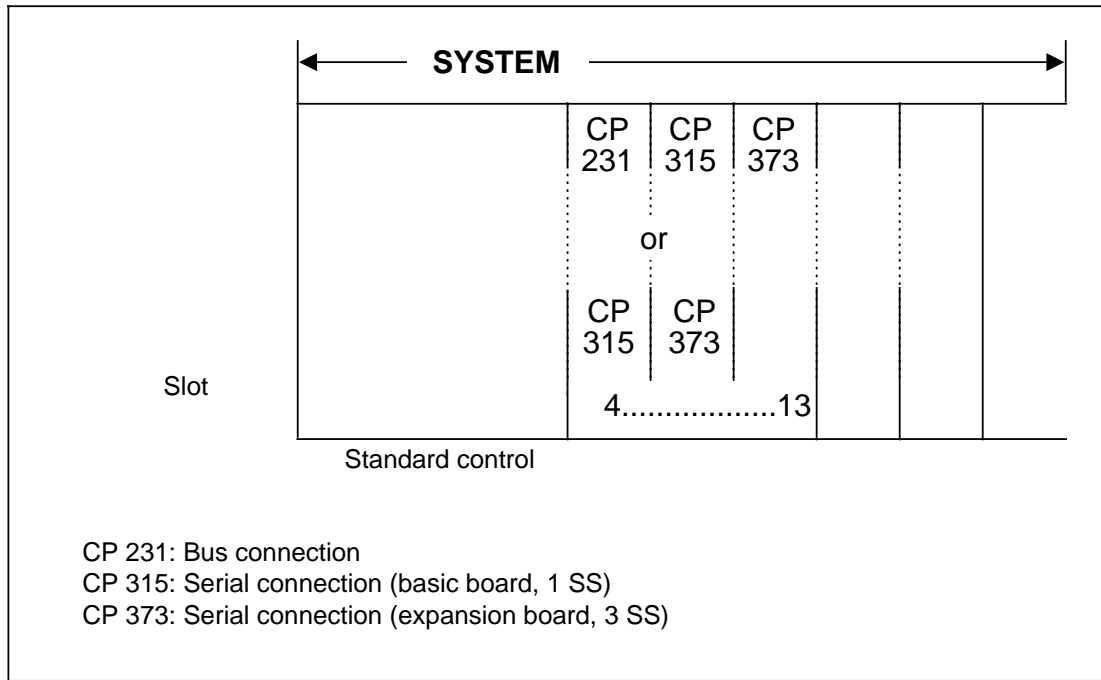 SYSTEM
CP CP CP
231 315 373
or
CP CP
315 373
Slot
4...................13
Standard control
CP 231: Bus connection
CP 315: Serial connection (basic board, 1 SS)
CP 373: Serial connection (expansion board, 3 SS)